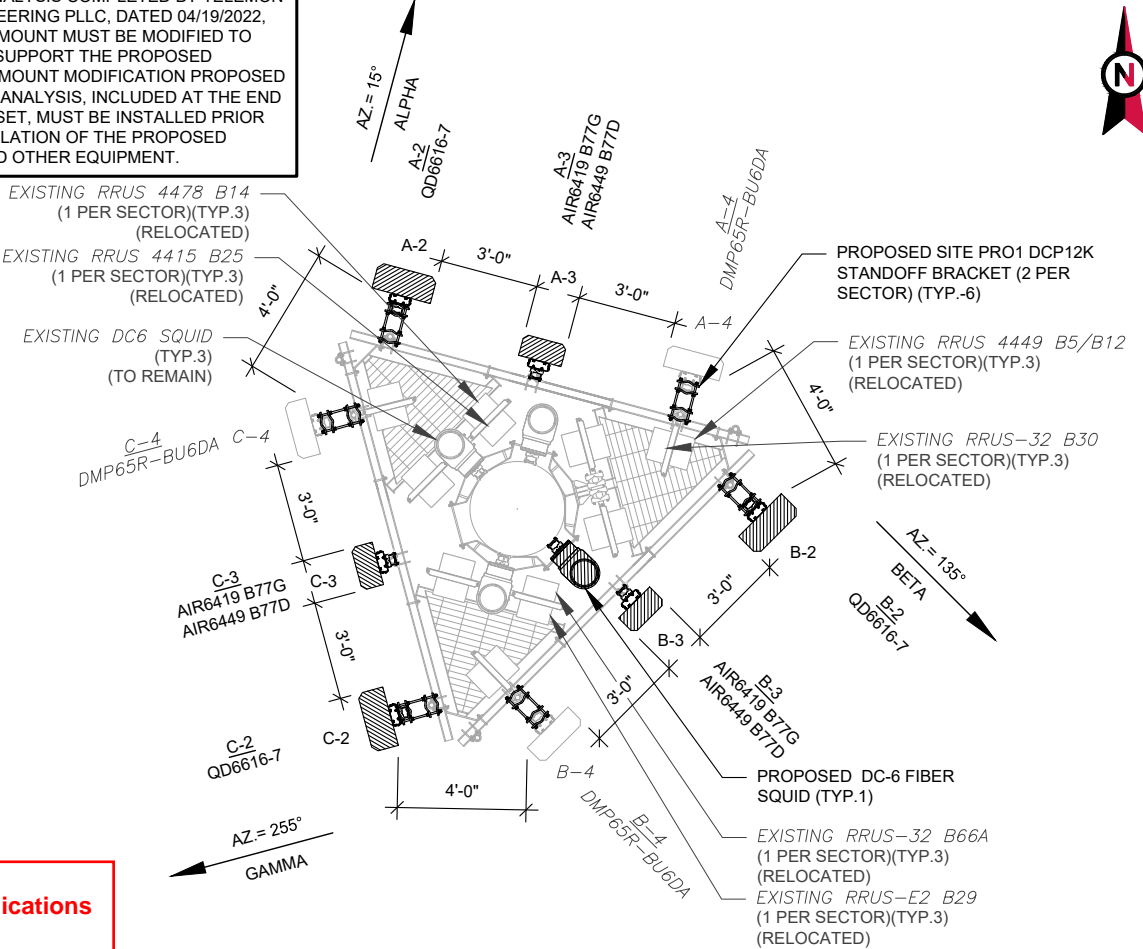 ENGINEERING PLLC, DATED 04/19/2022,
MOUNT MUST BE MODIFIED TO
SUPPORT THE PROPOSED
MOUNT MODIFICATION PROPOSED
ANALYSIS, INCLUDED AT THE END
SET, MUST BE INSTALLED PRIOR
OF THE PROPOSED
OTHER EQUIPMENT.
N
AZ.= 15°
ALPHA
A-2
QD6616-7
A-3
AIR6419 B77G
AIR6449 B77D
A-4
DMP65R-BU6DA
EXISTING RRUS 4478 B14
(1 PER SECTOR)(TYP.3)
(RELOCATED)
EXISTING RRUS 4415 B25
(1 PER SECTOR)(TYP.3)
(RELOCATED)
EXISTING DC6 SQUID
(TYP.3)
(TO REMAIN)
4'-0"
A-2
3'-0"
A-3
3'-0"
A-4
PROPOSED SITE PRO1 DCP12K
STANDOFF BRACKET (2 PER
SECTOR) (TYP.-6)
EXISTING RRUS 4449 B5/B12
(1 PER SECTOR)(TYP.3)
(RELOCATED)
4'-0"
EXISTING RRUS-32 B30
(1 PER SECTOR)(TYP.3)
(RELOCATED)
C-4
DMP65R-BU6DA
C-4
3'-0"
C-3
AIR6419 B77G
AIR6449 B77D
C-3
3'-0"
C-2
QD6616-7
C-2
4'-0"
AZ.= 255°
GAMMA
B-2
3'-0"
AZ.= 135°
BETA
B-2
QD6616-7
B-3
3'-0"
B-3
AIR6419 B77G
AIR6449 B77D
B-4
B-4
DMP65R-BU6DA
PROPOSED DC-6 FIBER
SQUID (TYP.1)
EXISTING RRUS-32 B66A
(1 PER SECTOR)(TYP.3)
(RELOCATED)
EXISTING RRUS-E2 B29
(1 PER SECTOR)(TYP.3)
(RELOCATED)
ications